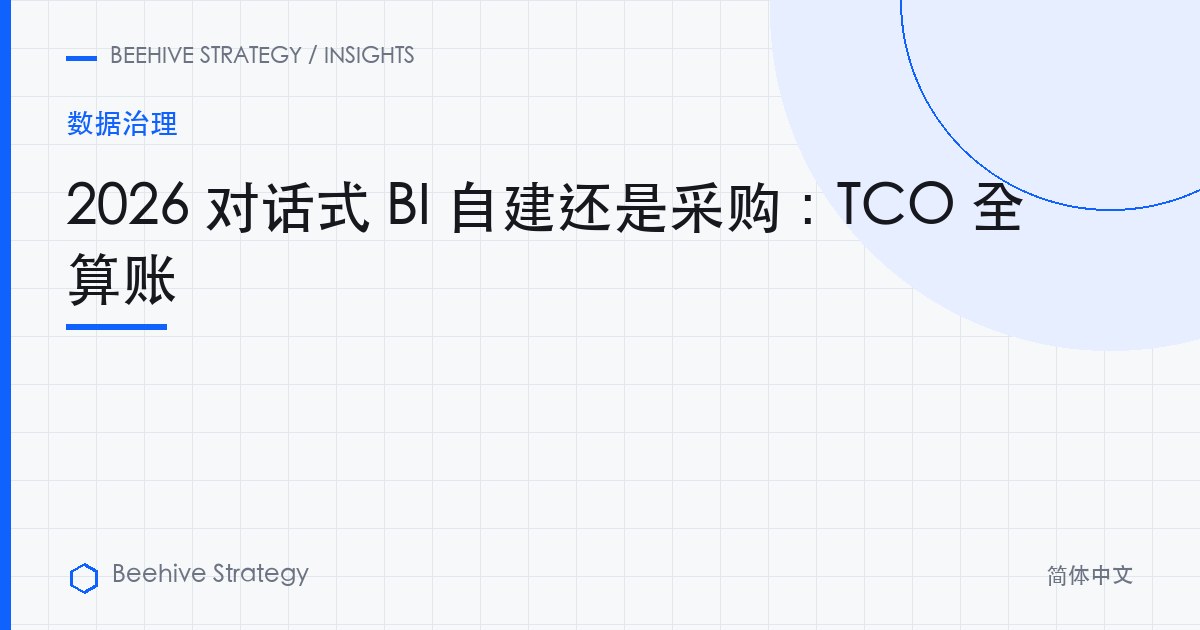 BEEHIVE STRATEGY / INSIGHTS
数据治理
2026 对话式 BI 自建还是采购：TCO 全
算账
Beehive Strategy
简体中文